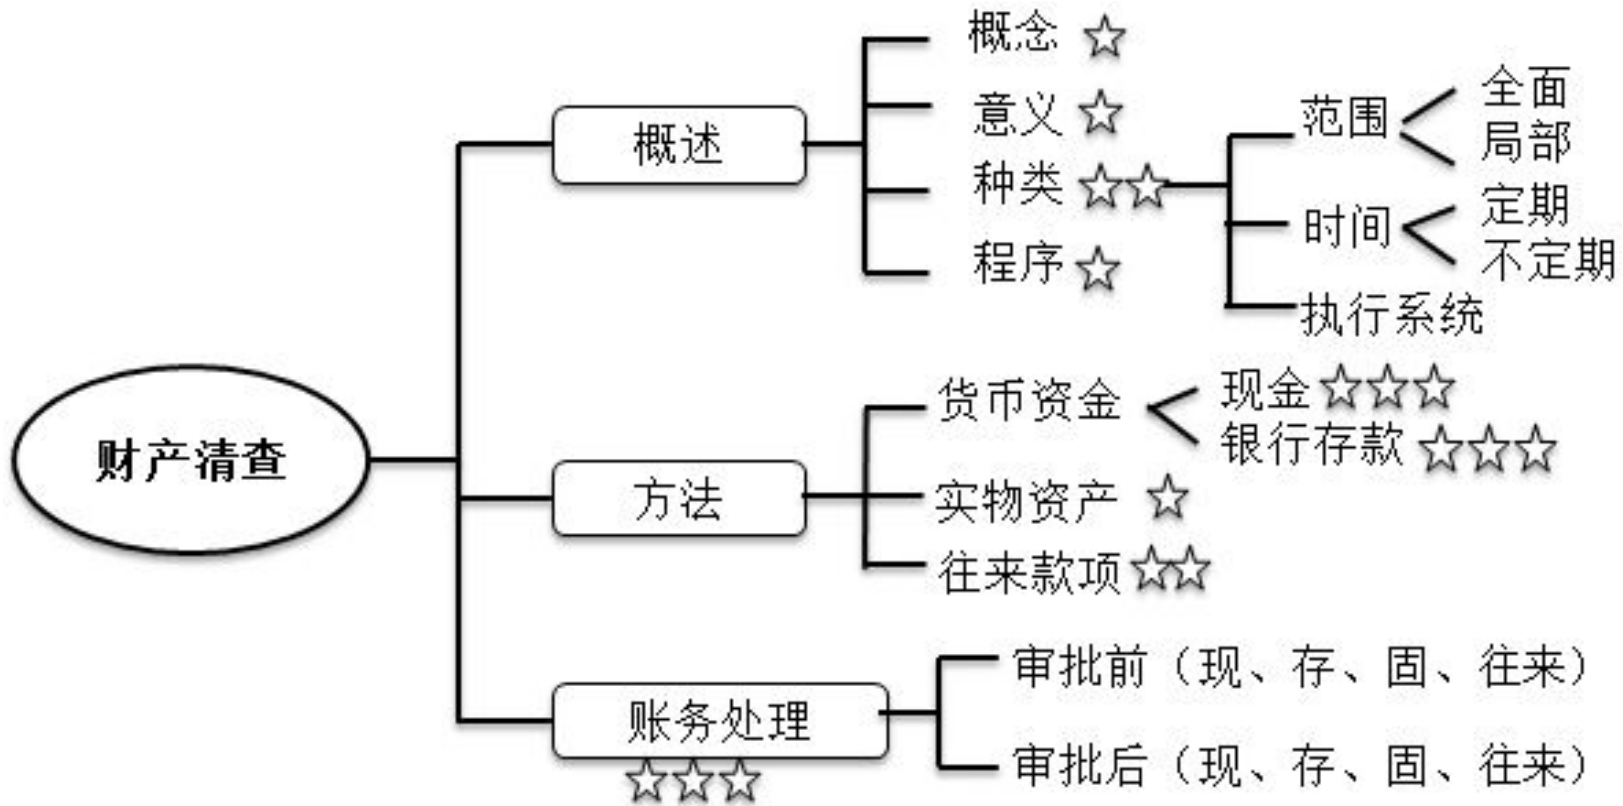 财产清查
概述
概念 ☆
意义 ☆
种类 ☆☆
范围
全面
局部
时间
定期
不定期
执行系统
程序 ☆
方法
货币资金
现金 ☆☆☆
银行存款 ☆☆☆
实物资产 ☆
往来款项 ☆☆
账务处理
☆☆☆
审批前（现、存、固、往来）
审批后（现、存、固、往来）